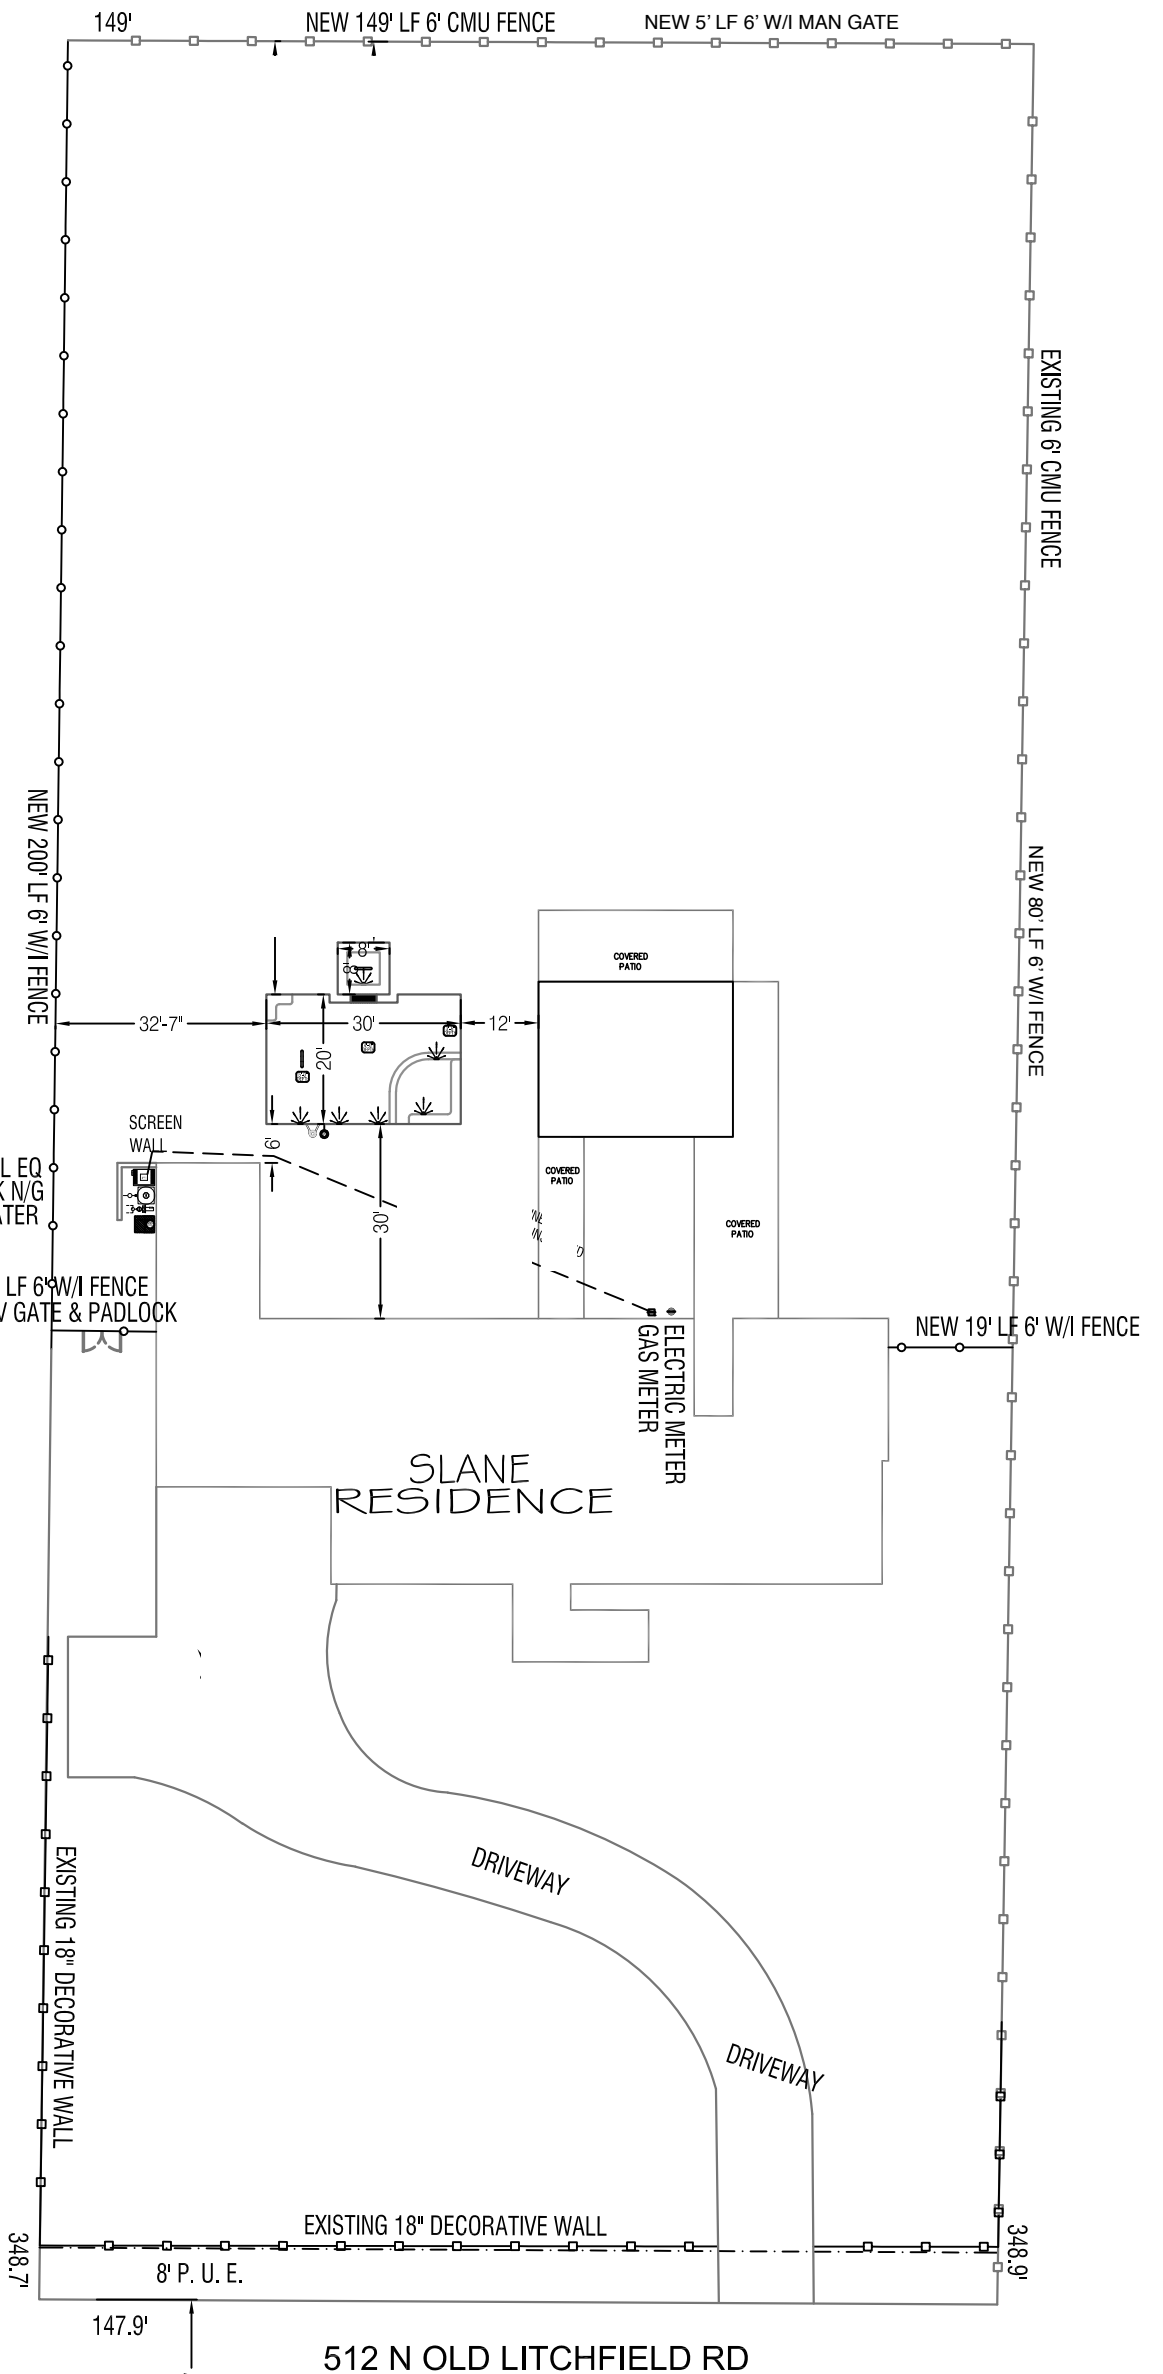 149'
NEW 149' LF 6' CMU FENCE
NEW 5' LF 6' W/I MAN GATE
EXISTING 6' CMU FENCE
NEW 200' LF 6' W/I FENCE
NEW 80' LF 6' W/I FENCE
COVERED
PATIO
8'
8'
32'-7"
30'
12'
20'
SCREEN
WALL
6'
L EQ
K N/G
ATER
COVERED
PATIO
COVERED
PATIO
30'
LF 6' W/I FENCE
GATE & PADLOCK
NEW 19' LF 6' W/I FENCE
ELECTRIC METER
GAS METER
SLANE
RESIDENCE
DRIVEWAY
EXISTING 18" DECORATIVE WALL
DRIVEWAY
EXISTING 18" DECORATIVE WALL
348.7'
348.9'
8' P. U. E.
147.9'
512 N OLD LITCHFIELD RD